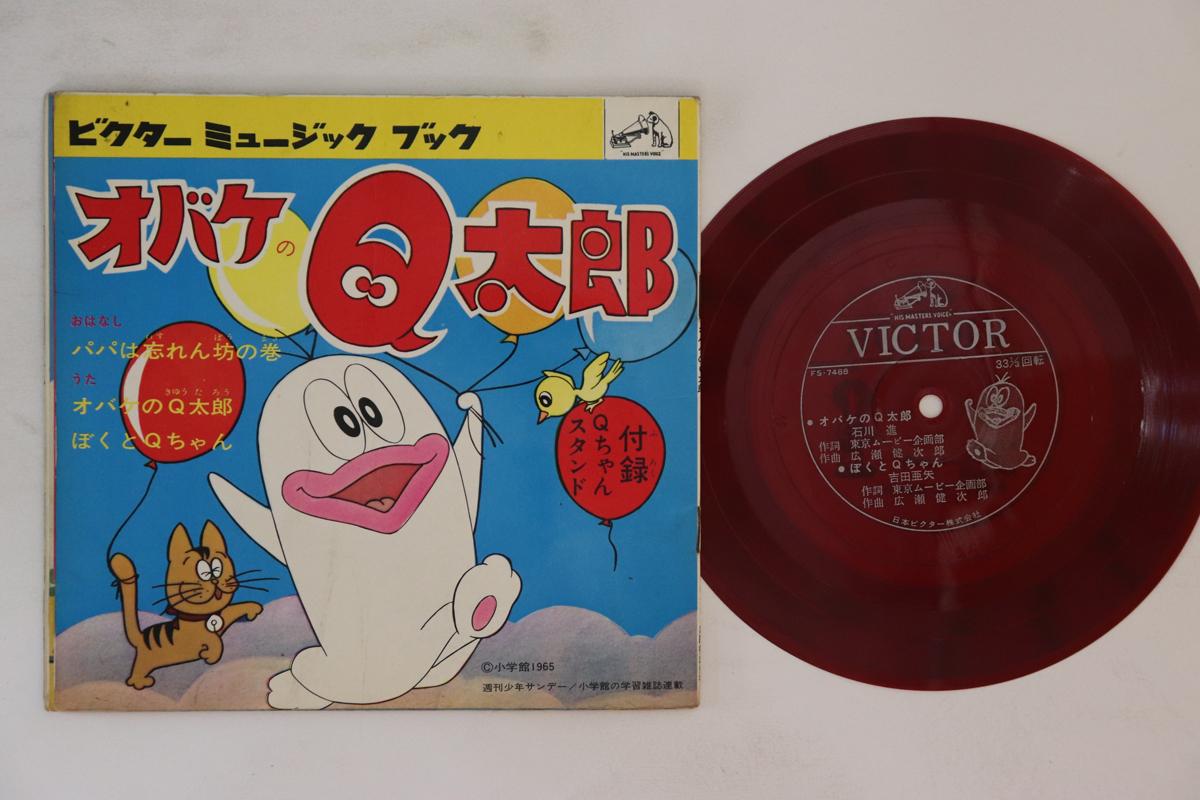 ビクター ミュージック ブック
"HIS MASTERS VOICE"
オバケのQ太郎
おはなし
パパは忘れん坊の巻
うた
オバケのQ太郎
ぼくとQちゃん
付録
Qちゃん
スタンド
©小学館1965
週刊少年サンデー/小学館の学習雑誌連載
"HIS MASTERS VOICE"
VICTOR
FS-7468
33⅓回転
●オバケのQ太郎
石川 進
作詞 東京ムービー企画部
作曲 広瀬健次郎
●ぼくとQちゃん
吉田亜矢
作詞 東京ムービー企画部
作曲 広瀬健次郎
日本ビクター株式会社